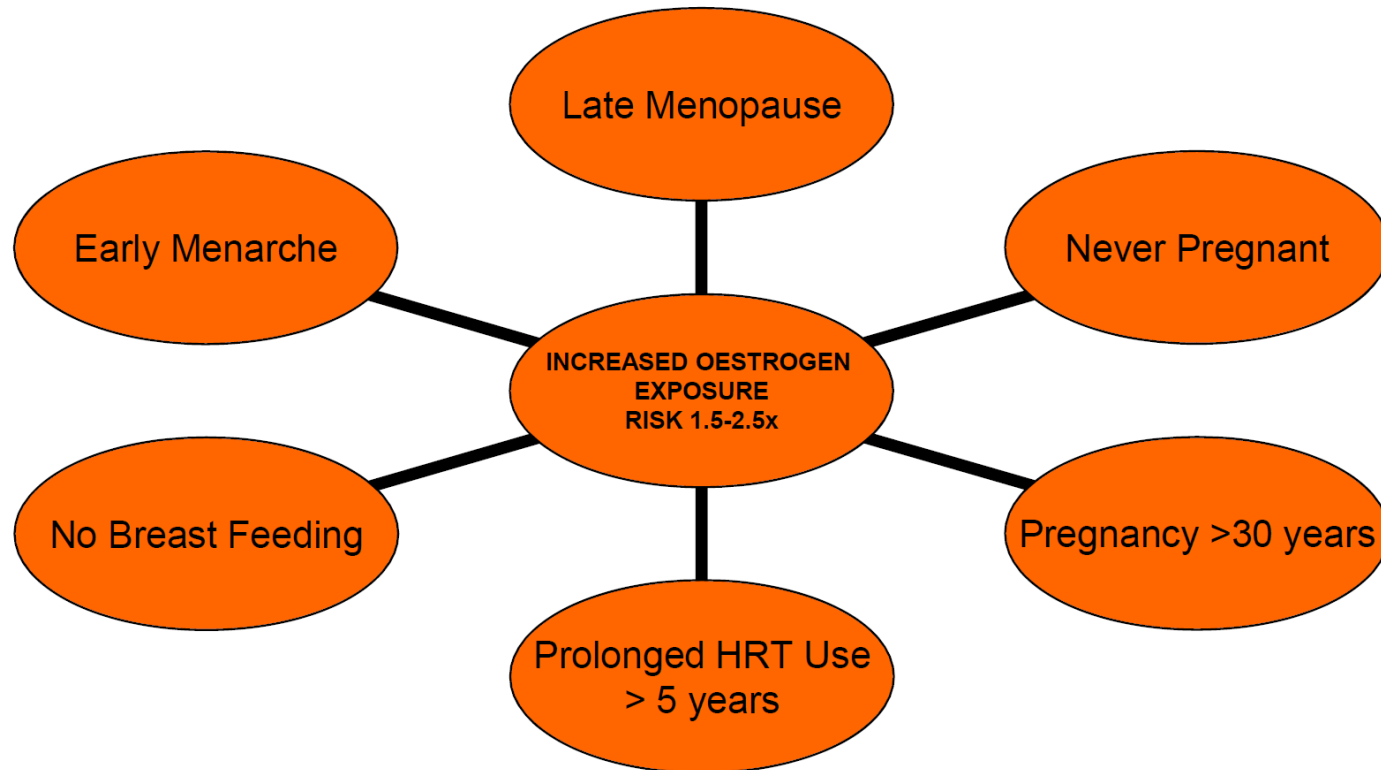 Late Menopause
Early Menarche
Never Pregnant
INCREASED OESTROGEN
EXPOSURE
RISK 1.5-2.5x
No Breast Feeding
Pregnancy >30 years
Prolonged HRT Use
> 5 years